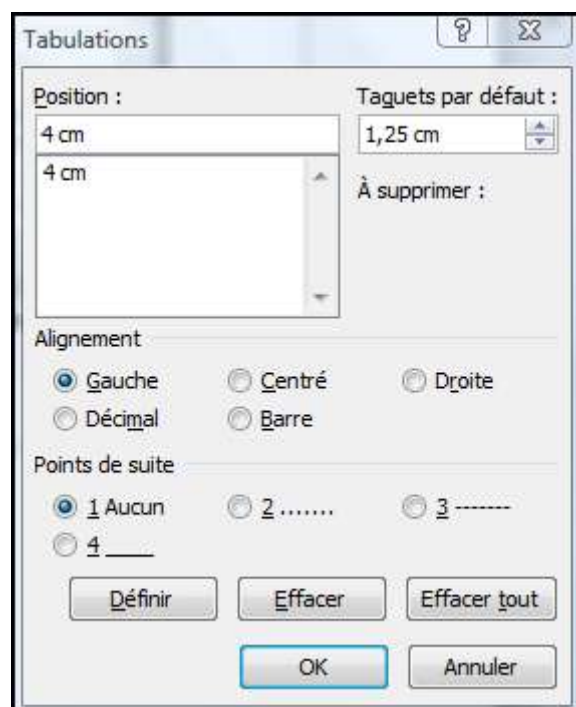 Tabulations
Position : Taquets par défaut :
4 cm 1,25 cm
4 cm
À supprimer :
Alignement
Gauche Centré Droite
Décimal Barre
Points de suite
1 Aucun 2 ....... 3 -------
4 ____
Définir Effacer Effacer tout
OK Annuler